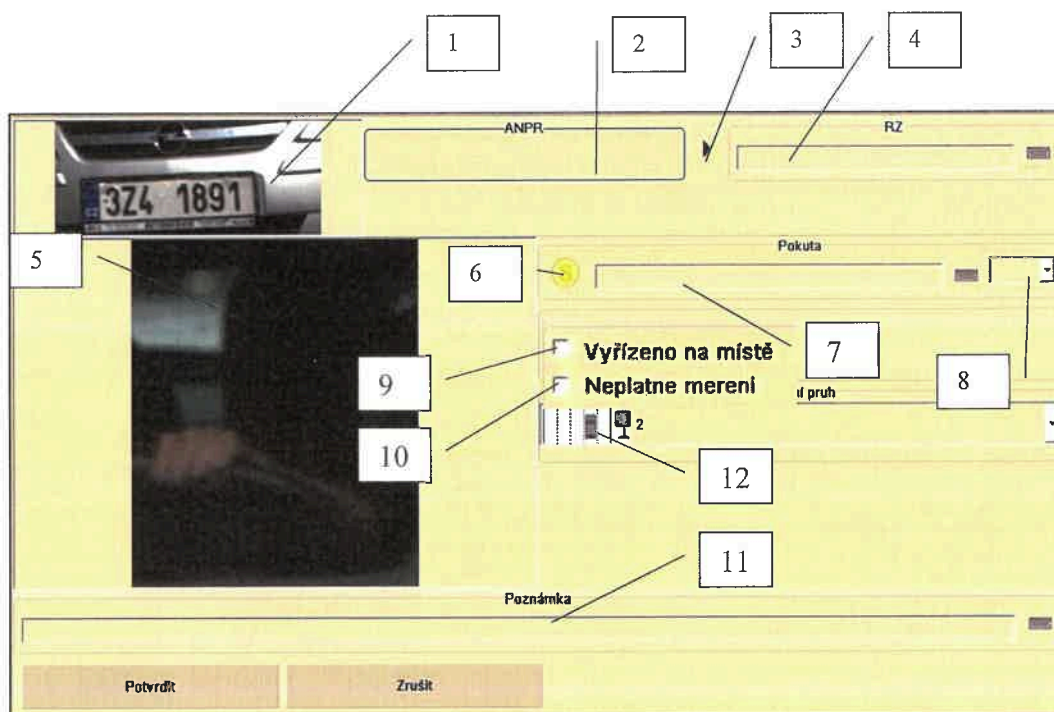 1
2
3
4
ANPR
RZ
3Z4 1891
5
6
Pokuta
7
8
9
Vyřízeno na místě
Neplatne mereni
í pruh
10
2
12
11
Poznámka
Potvrdit
Zrušit